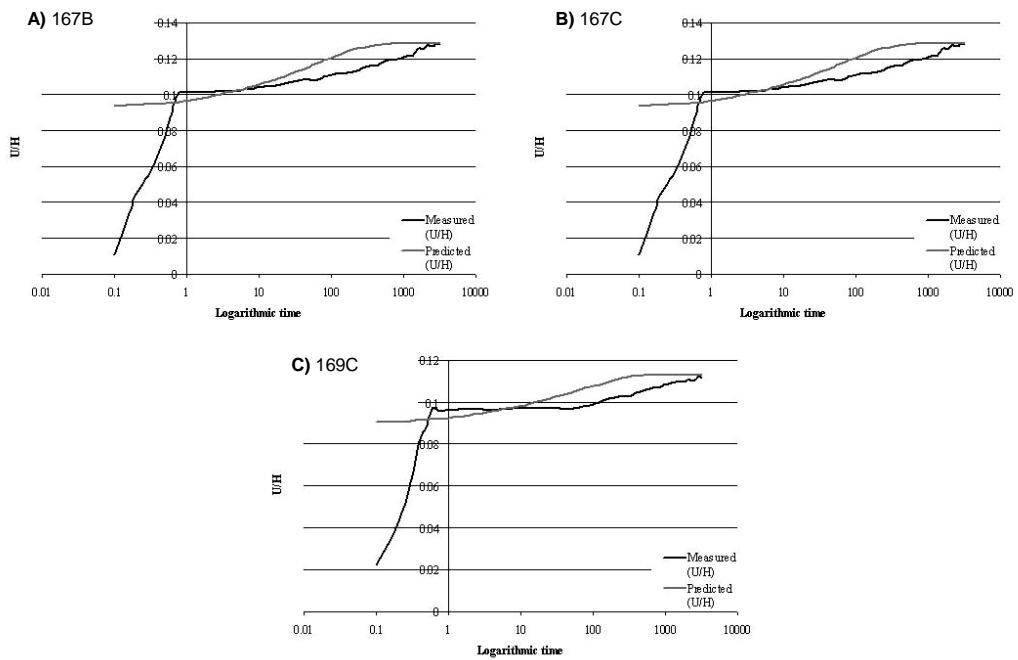 A) 167B
0.14
0.12
0.1
0.08
0.06
0.04
0.02
0
U/H
Measured
(U/H)
Predicted
(U/H)
0.01 0.1 1 10 100 1000 10000
Logarithmic time
B) 167C
0.14
0.12
0.1
0.08
0.06
0.04
0.02
0
U/H
Measured
(U/H)
Predicted
(U/H)
0.01 0.1 1 10 100 1000 10000
Logarithmic time
C) 169C
0.12
0.1
0.08
0.06
0.04
0.02
0
U/H
Measured
(U/H)
Predicted
(U/H)
0.01 0.1 1 10 100 1000 10000
Logarithmic time